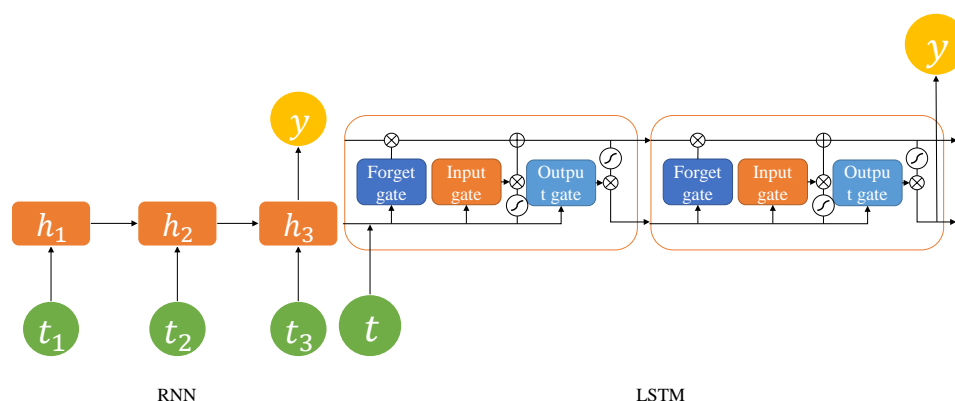 y
y
Forget
gate
Input
gate
Outpu
t gate
Forget
gate
Input
gate
Outpu
t gate
h₁
h₂
h₃
t₁
t₂
t₃
t
RNN
LSTM